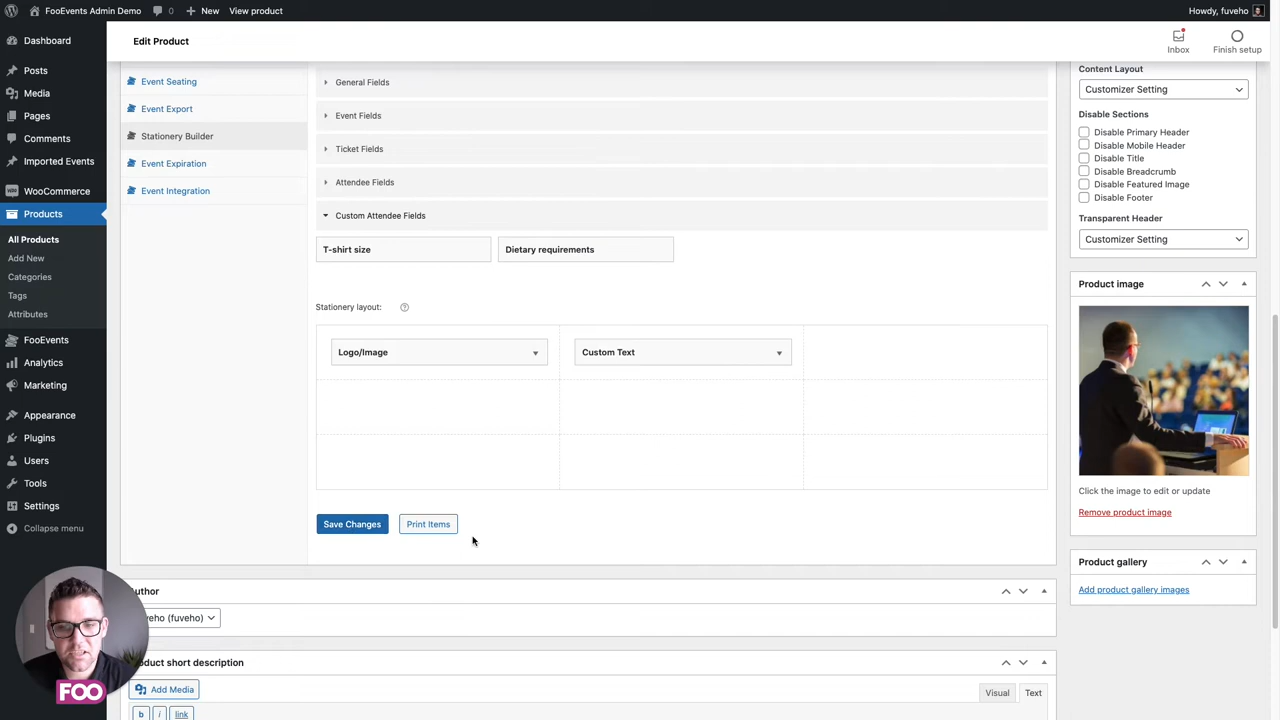 FooEvents Admin Demo
0
New
View product
Howdy, fuveho
Dashboard
Posts
Media
Pages
Comments
Imported Events
WooCommerce
Products
All Products
Add New
Categories
Tags
Attributes
FooEvents
Analytics
Marketing
Appearance
Plugins
Users
Tools
Settings
Collapse menu
Edit Product
Inbox
Finish setup
Event Seating
Event Export
Stationery Builder
Event Expiration
Event Integration
General Fields
Event Fields
Ticket Fields
Attendee Fields
Custom Attendee Fields
T-shirt size
Dietary requirements
Stationery layout:
Logo/Image
Custom Text
Save Changes
Print Items
uthor
eho (fuveho)
roduct short description
Add Media
Visual
Text
b
i
link
Content Layout
Customizer Setting
Disable Sections
Disable Primary Header
Disable Mobile Header
Disable Title
Disable Breadcrumb
Disable Featured Image
Disable Footer
Transparent Header
Customizer Setting
Product image
Click the image to edit or update
Remove product image
Product gallery
Add product gallery images
FOO